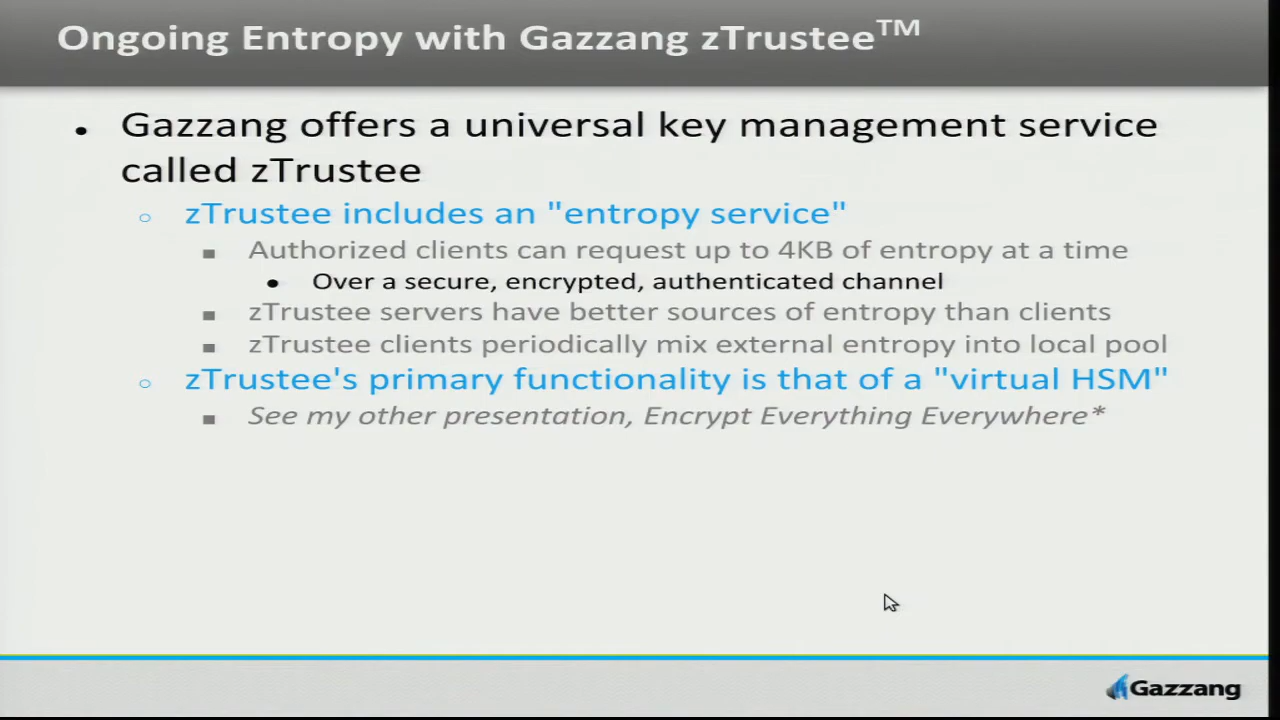 Ongoing Entropy with Gazzang zTrustee™
• Gazzang offers a universal key management service
called zTrustee
○ zTrustee includes an "entropy service"
■ Authorized clients can request up to 4KB of entropy at a time
● Over a secure, encrypted, authenticated channel
■ zTrustee servers have better sources of entropy than clients
■ zTrustee clients periodically mix external entropy into local pool
○ zTrustee's primary functionality is that of a "virtual HSM"
■ See my other presentation, Encrypt Everything Everywhere*
Gazzang